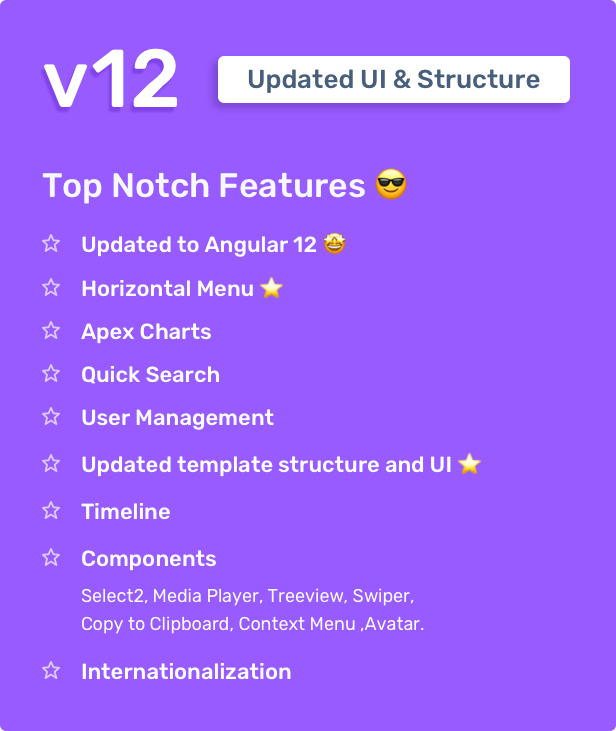 v12
Updated UI & Structure
Top Notch Features 😎
Updated to Angular 12 🤩
Horizontal Menu ⭐
Apex Charts
Quick Search
User Management
Updated template structure and UI ⭐
Timeline
Components
Select2, Media Player, Treeview, Swiper,
Copy to Clipboard, Context Menu ,Avatar.
Internationalization